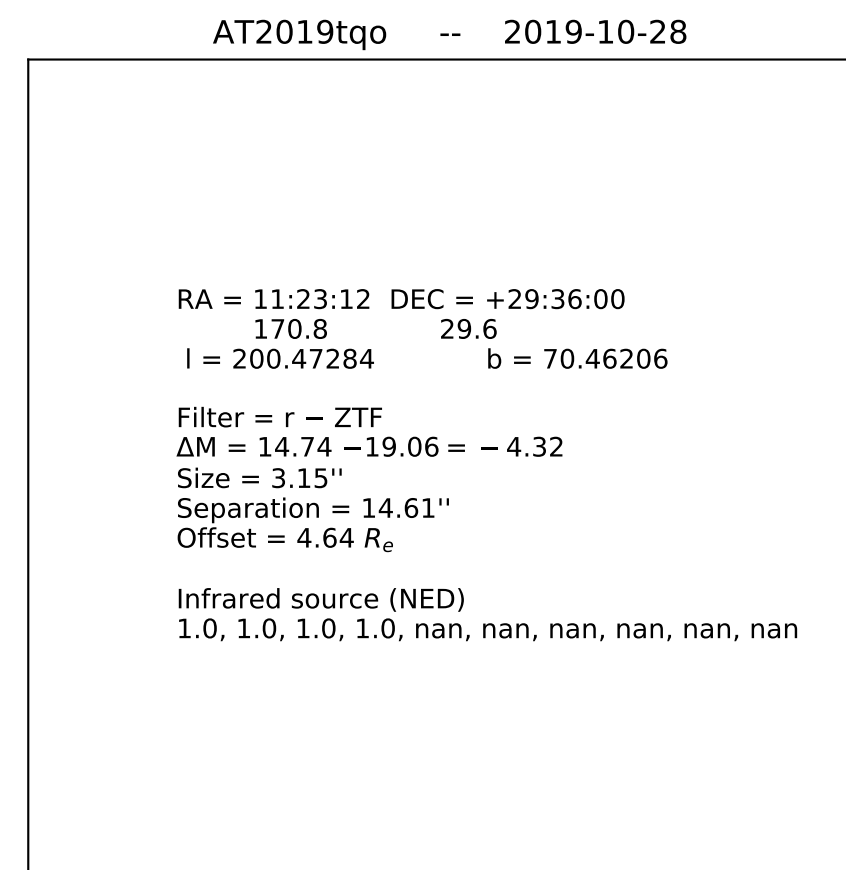 AT2019tqo -- 2019-10-28
RA = 11:23:12 DEC = +29:36:00
170.8 29.6
l = 200.47284 b = 70.46206
Filter = r − ZTF
ΔM = 14.74 −19.06 = − 4.32
Size = 3.15''
Separation = 14.61''
Offset = 4.64 Rₑ
Infrared source (NED)
1.0, 1.0, 1.0, 1.0, nan, nan, nan, nan, nan, nan